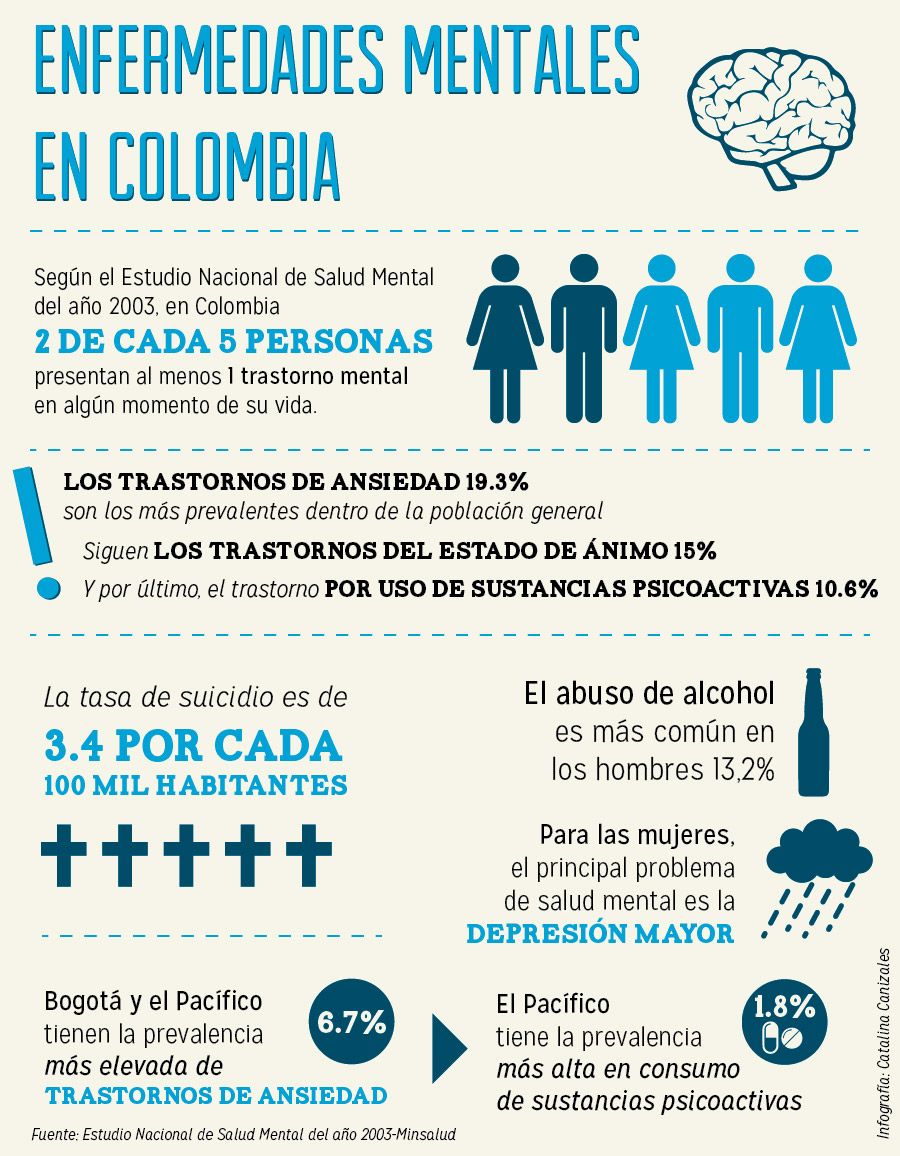 ENFERMEDADES MENTALES
EN COLOMBIA
Según el Estudio Nacional de Salud Mental
del año 2003, en Colombia
2 DE CADA 5 PERSONAS
presentan al menos 1 trastorno mental
en algún momento de su vida.
LOS TRASTORNOS DE ANSIEDAD 19.3%
son los más prevalentes dentro de la población general
Siguen LOS TRASTORNOS DEL ESTADO DE ÁNIMO 15%
Y por último, el trastorno POR USO DE SUSTANCIAS PSICOACTIVAS 10.6%
La tasa de suicidio es de
3.4 POR CADA
100 MIL HABITANTES
El abuso de alcohol
es más común en
los hombres 13,2%
Para las mujeres,
el principal problema
de salud mental es la
DEPRESIÓN MAYOR
Bogotá y el Pacífico
tienen la prevalencia
más elevada de
TRASTORNOS DE ANSIEDAD
6.7%
El Pacífico
tiene la prevalencia
más alta en consumo
de sustancias psicoactivas
1.8%
Fuente: Estudio Nacional de Salud Mental del año 2003-Minsalud
Infografía: Catalina Canizales